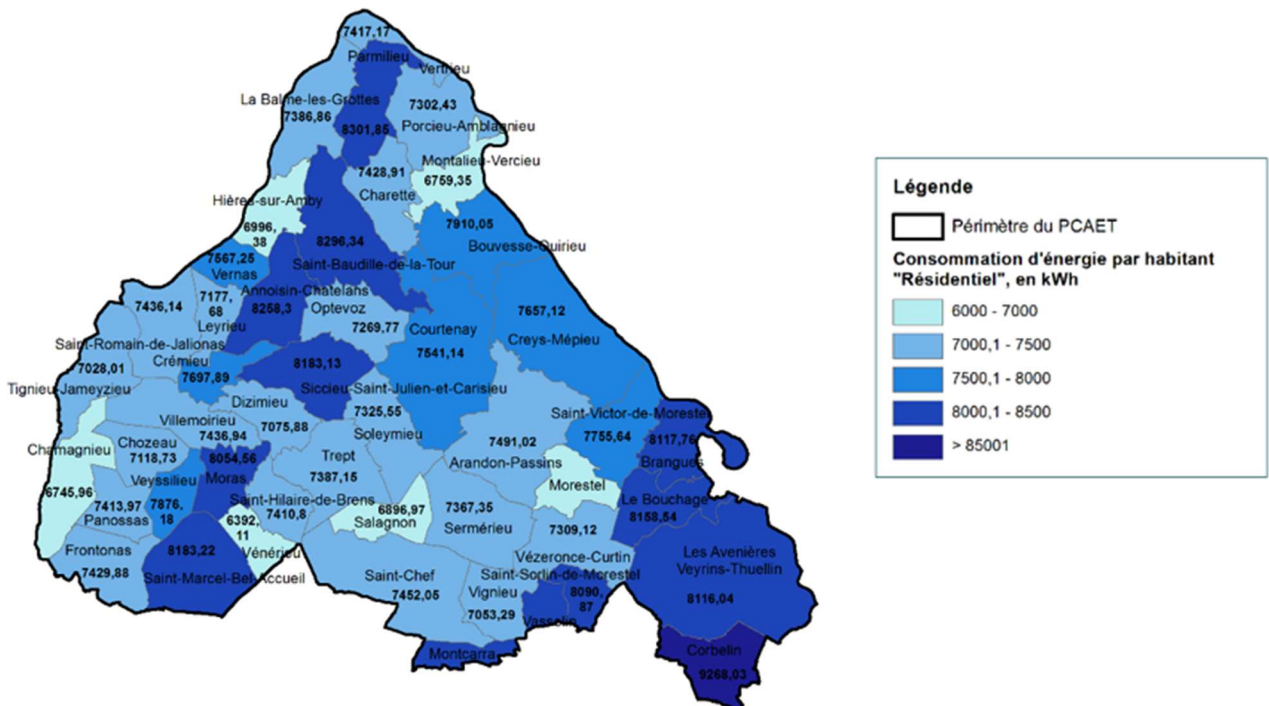 7417,17
Parmilieu
Vertrieu
La Balme-les-Grottes
7386,86
8301,85
7302,43
Porcieu-Amblagnieu
Montalieu-Vercieu
6759,35
7428,91
Charette
Hières-sur-Amby
6996,
38
8296,34
Saint-Baudille-de-la-Tour
7910,05
Bouvesse-Quirieu
7567,25
Vernas
Annoisin-Chatelans
8258,3
Optevoz
7269,77
7177,
68
Leyrieu
7436,14
Saint-Romain-de-Jalionas
Courtenay
7541,14
7657,12
Creys-Mépieu
7028,01
Crémieu
7697,89
8183,13
Siccieu-Saint-Julien-et-Carisieu
Tignieu-Jameyzieu
Dizimieu
7075,88
7325,55
Soleymieu
Villemoirieu
7436,94
Saint-Victor-de-Morestel
7755,64
8117,76
Brangues
Chamagnieu
6745,96
Chozeau
7118,73
8054,56
Moras
Trept
7387,15
7491,02
Arandon-Passins
Veyssilieu
7876,
18
7413,97
Panossas
Saint-Hilaire-de-Brens
7410,8
Morestel
Le Bouchage
8158,54
6896,97
Salagnon
7367,35
Sermérieu
6392,
11
Vénérieu
7309,12
Vézeronce-Curtin
Frontonas
7429,88
8183,22
Saint-Marcel-Bel-Accueil
Saint-Chef
7452,05
Saint-Sorlin-de-Morestel
8090,
87
Vignieu
7053,29
Vasselin
Les Avenières
Veyrins-Thuellin
8116,04
Montcarra
Corbelin
9268,03
Légende
Périmètre du PCAET
Consommation d'énergie par habitant
"Résidentiel", en kWh
6000 - 7000
7000,1 - 7500
7500,1 - 8000
8000,1 - 8500
> 85001